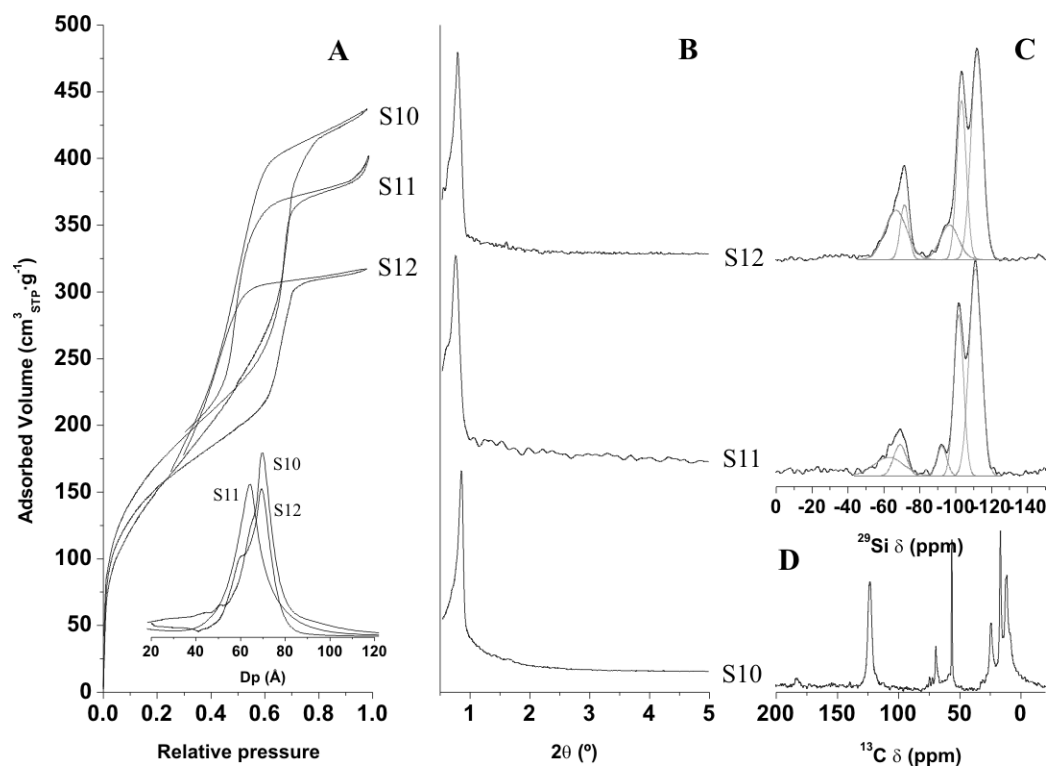 A
B
C
D
500
450
400
350
300
250
200
150
100
50
0
Adsorbed Volume (cm³STP·g⁻¹)
S10
S11
S12
S10
S11
S12
20 40 60 80 100 120
Dp (Å)
0.0 0.2 0.4 0.6 0.8 1.0
Relative pressure
S12
S11
S10
1 2 3 4 5
2θ (º)
-0 -20 -40 -60 -80 -100 -120 -140
²⁹Si δ (ppm)
200 150 100 50 0
¹³C δ (ppm)